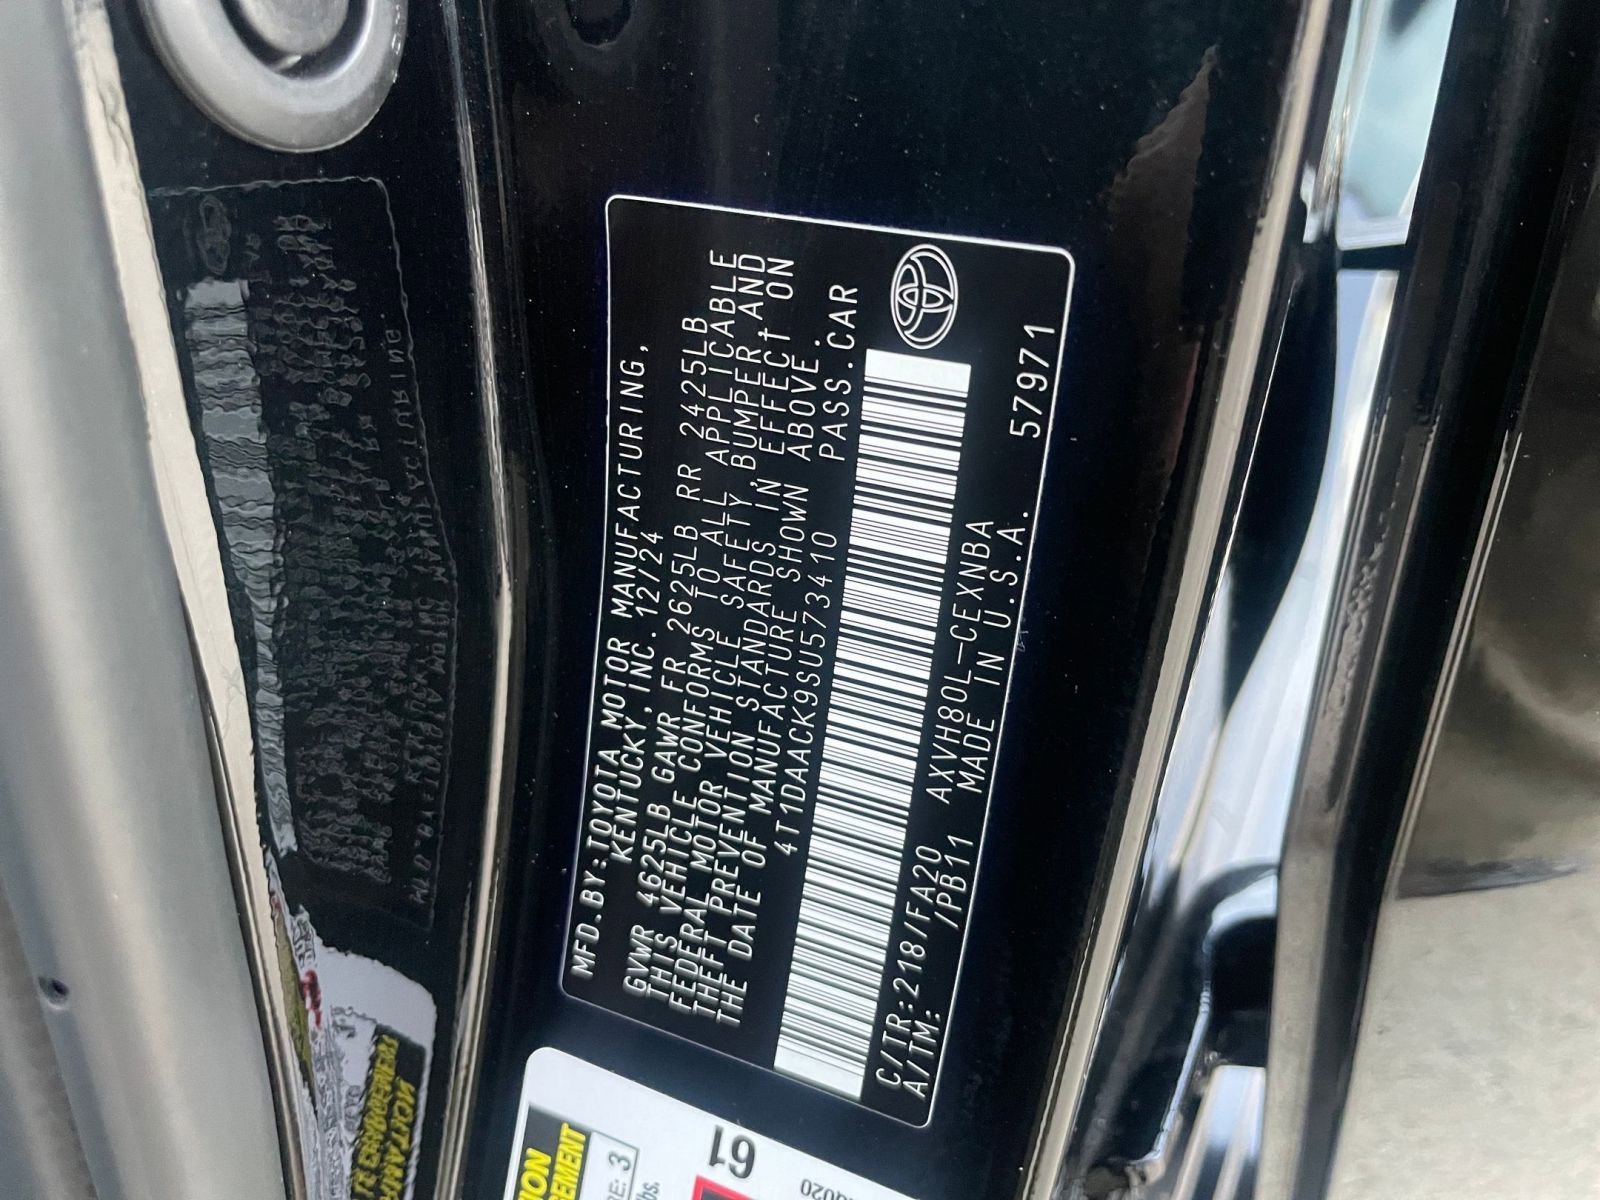 MFD.BY:TOYOTA MOTOR MANUFACTURING,
KENTUCKY,INC. 12/24
GVWR 4625LB GAWR FR 2625LB RR 2425LB
THIS VEHICLE CONFORMS TO ALL APPLICABLE
FEDERAL MOTOR VEHICLE SAFETY,BUMPER,AND
THEFT PREVENTION STANDARDS IN EFFECT ON
THE DATE OF MANUFACTURE SHOWN ABOVE.
4T1DAACK9SU573410 PASS.CAR
C/TR:218/FA20 AXVH80L-CEXNBA
A/TM: /PB11 MADE IN U.S.A. 57971
61